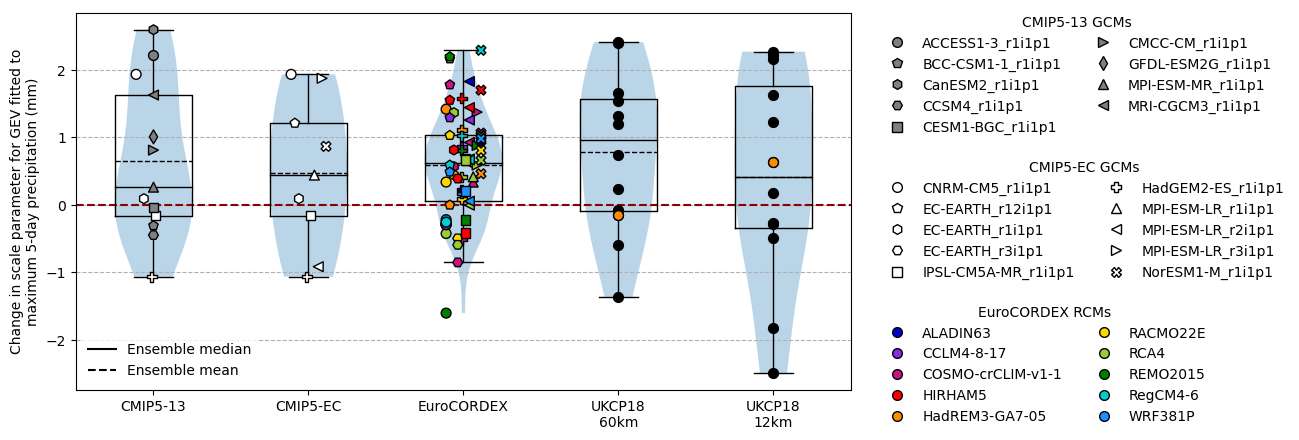 Change in scale parameter for GEV fitted to
maximum 5-day precipitation (mm)
2
1
0
−1
−2
Ensemble median
Ensemble mean
CMIP5-13
CMIP5-EC
EuroCORDEX
UKCP18
60km
UKCP18
12km
CMIP5-13 GCMs
ACCESS1-3_r1i1p1
BCC-CSM1-1_r1i1p1
CanESM2_r1i1p1
CCSM4_r1i1p1
CESM1-BGC_r1i1p1
CMCC-CM_r1i1p1
GFDL-ESM2G_r1i1p1
MPI-ESM-MR_r1i1p1
MRI-CGCM3_r1i1p1
CMIP5-EC GCMs
CNRM-CM5_r1i1p1
EC-EARTH_r12i1p1
EC-EARTH_r1i1p1
EC-EARTH_r3i1p1
IPSL-CM5A-MR_r1i1p1
HadGEM2-ES_r1i1p1
MPI-ESM-LR_r1i1p1
MPI-ESM-LR_r2i1p1
MPI-ESM-LR_r3i1p1
NorESM1-M_r1i1p1
EuroCORDEX RCMs
ALADIN63
CCLM4-8-17
COSMO-crCLIM-v1-1
HIRHAM5
HadREM3-GA7-05
RACMO22E
RCA4
REMO2015
RegCM4-6
WRF381P